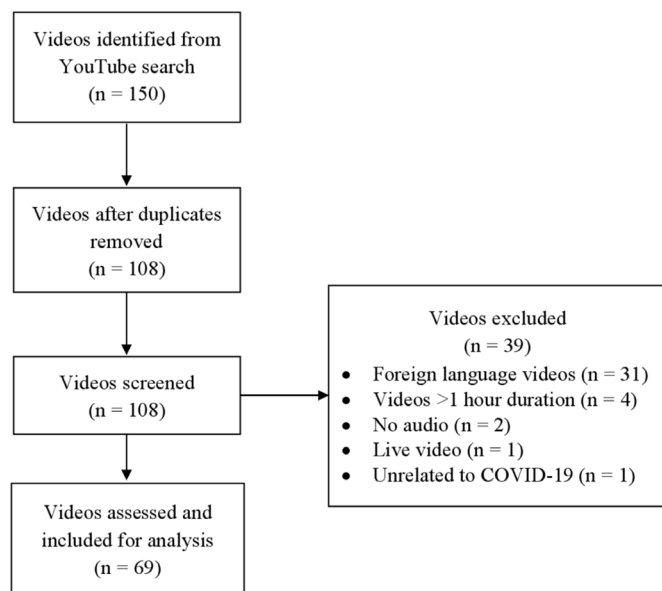 Videos identified from
YouTube search
(n = 150)
Videos after duplicates
removed
(n = 108)
Videos screened
(n = 108)
Videos excluded
(n = 39)
• Foreign language videos (n = 31)
• Videos >1 hour duration (n = 4)
• No audio (n = 2)
• Live video (n = 1)
• Unrelated to COVID-19 (n = 1)
Videos assessed and
included for analysis
(n = 69)